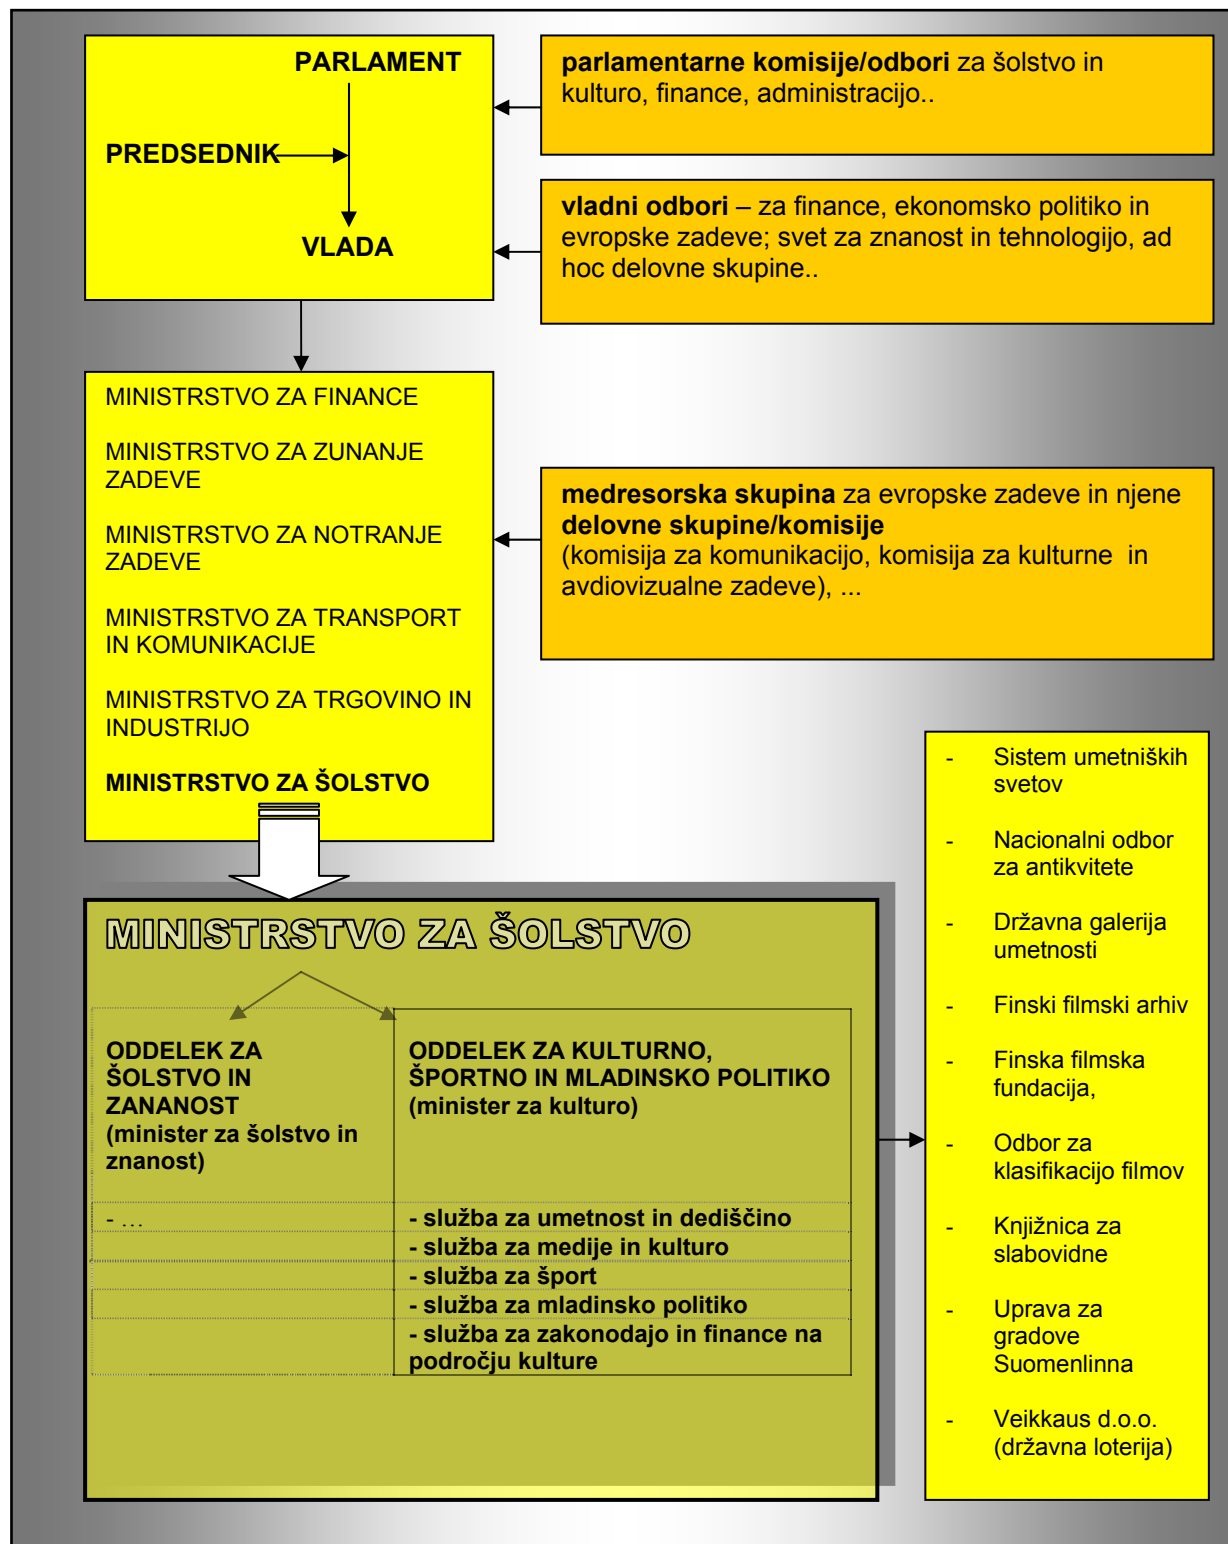 PARLAMENT
PREDSEDNIK
VLADA
parlamentarne komisije/odbori za šolstvo in
kulturo, finance, administracijo..
vladni odbori – za finance, ekonomsko politiko in
evropske zadeve; svet za znanost in tehnologijo, ad
hoc delovne skupine..
MINISTRSTVO ZA FINANCE
MINISTRSTVO ZA ZUNANJE
ZADEVE
MINISTRSTVO ZA NOTRANJE
ZADEVE
MINISTRSTVO ZA TRANSPORT
IN KOMUNIKACIJE
MINISTRSTVO ZA TRGOVINO IN
INDUSTRIJO
MINISTRSTVO ZA ŠOLSTVO
medresorska skupina za evropske zadeve in njene
delovne skupine/komisije
(komisija za komunikacijo, komisija za kulturne  in
avdiovizualne zadeve), ...
MINISTRSTVO ZA ŠOLSTVO
ODDELEK ZA
ŠOLSTVO IN
ZANANOST
(minister za šolstvo in
znanost)
- …
ODDELEK ZA KULTURNO,
ŠPORTNO IN MLADINSKO POLITIKO
(minister za kulturo)
- služba za umetnost in dediščino
- služba za medije in kulturo
- služba za šport
- služba za mladinsko politiko
- služba za zakonodajo in finance na
področju kulture
- Sistem umetniških
svetov
- Nacionalni odbor
za antikvitete
- Državna galerija
umetnosti
- Finski filmski arhiv
- Finska filmska
fundacija,
- Odbor za
klasifikacijo filmov
- Knjižnica za
slabovidne
- Uprava za
gradove
Suomenlinna
- Veikkaus d.o.o.
(državna loterija)